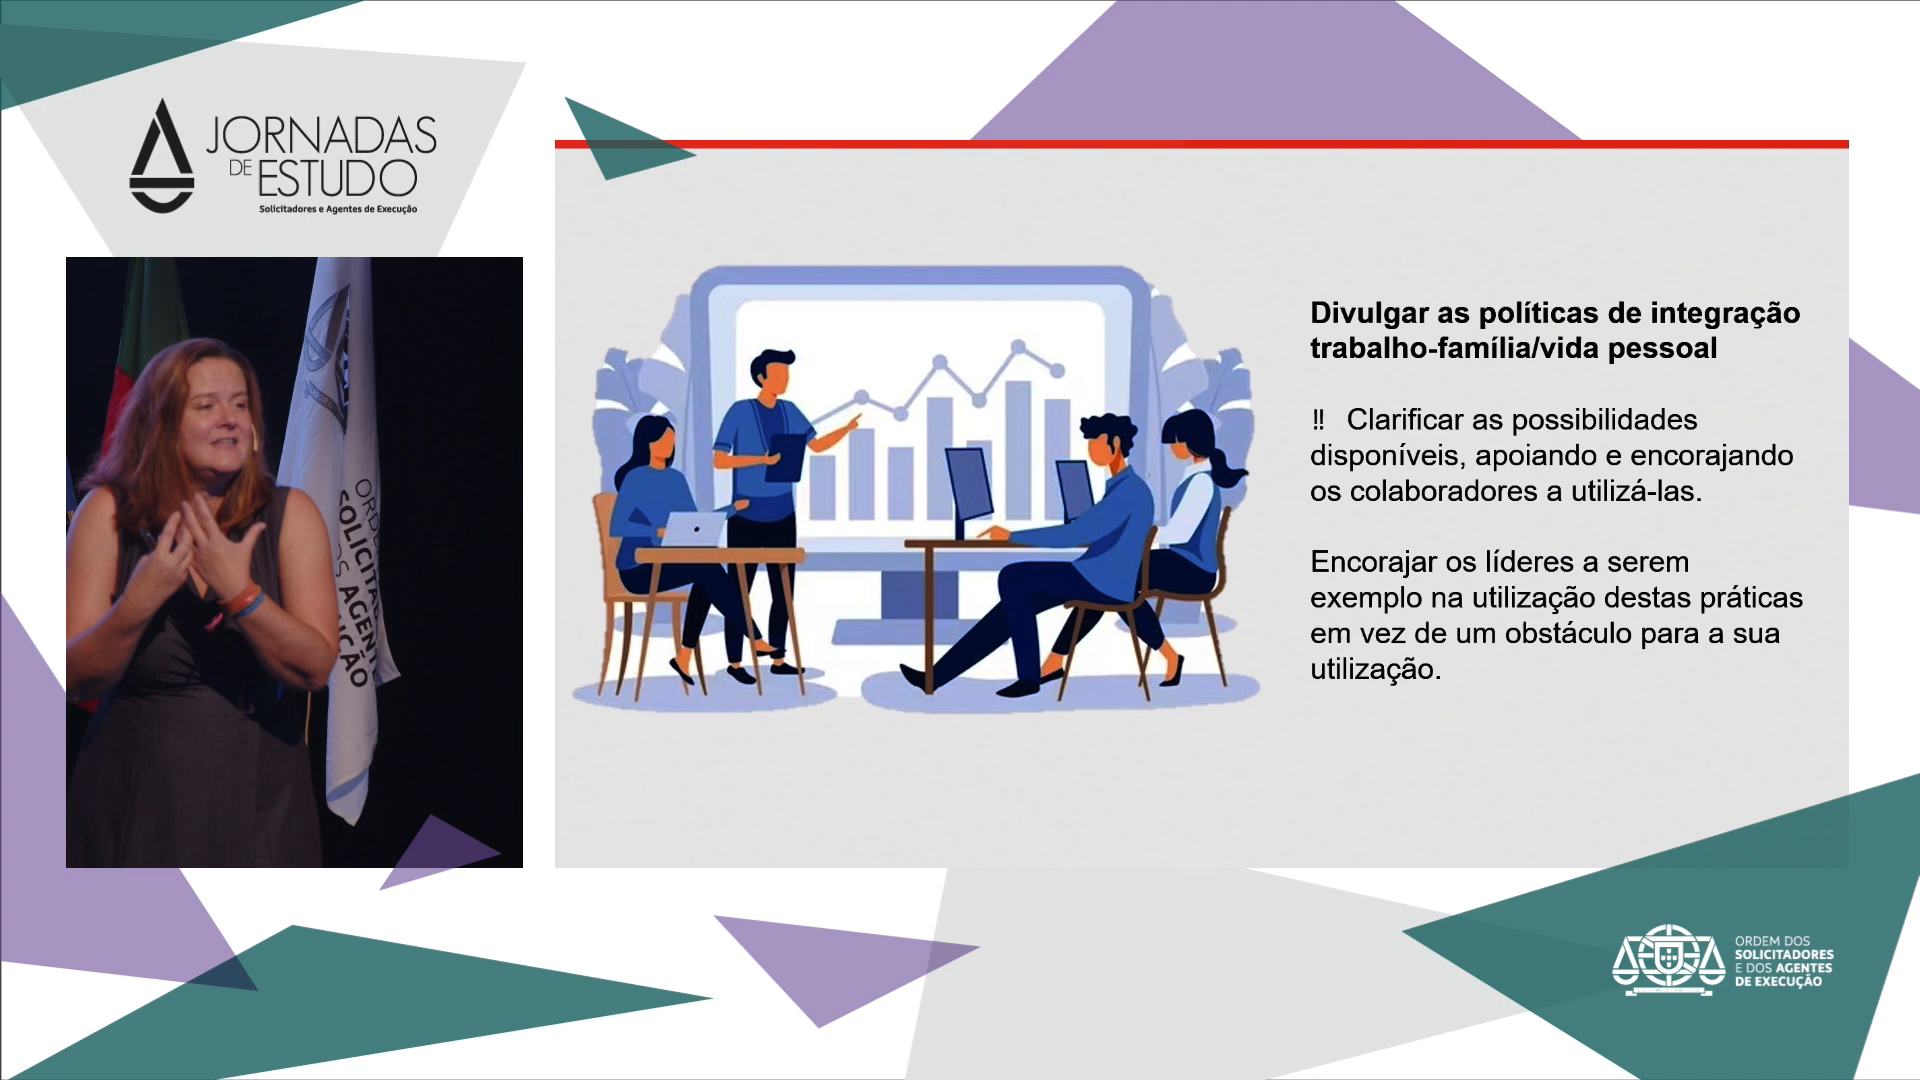 JORNADAS
DE ESTUDO
Solicitadores e Agentes de Execução
ORDEM DOS
SOLICITADORES
E DOS AGENTES
DE EXECUÇÃO
Divulgar as políticas de integração
trabalho-família/vida pessoal
‼ Clarificar as possibilidades
disponíveis, apoiando e encorajando
os colaboradores a utilizá-las.
Encorajar os líderes a serem
exemplo na utilização destas práticas
em vez de um obstáculo para a sua
utilização.